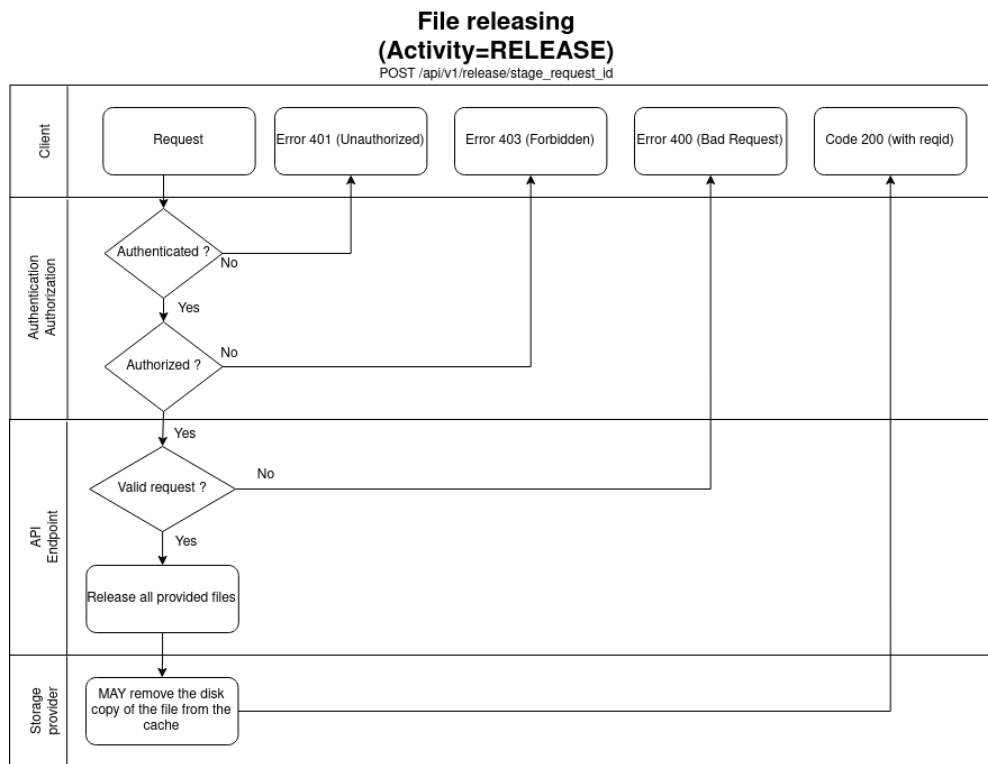 File releasing
(Activity=RELEASE)
POST /api/v1/release/stage_request_id
Client
Request
Error 401 (Unauthorized)
Error 403 (Forbidden)
Error 400 (Bad Request)
Code 200 (with reqid)
Authentication
Authorization
Authenticated ?
No
Yes
Authorized ?
No
Yes
API
Endpoint
Valid request ?
No
Yes
Release all provided files
Storage
provider
MAY remove the disk
copy of the file from the
cache